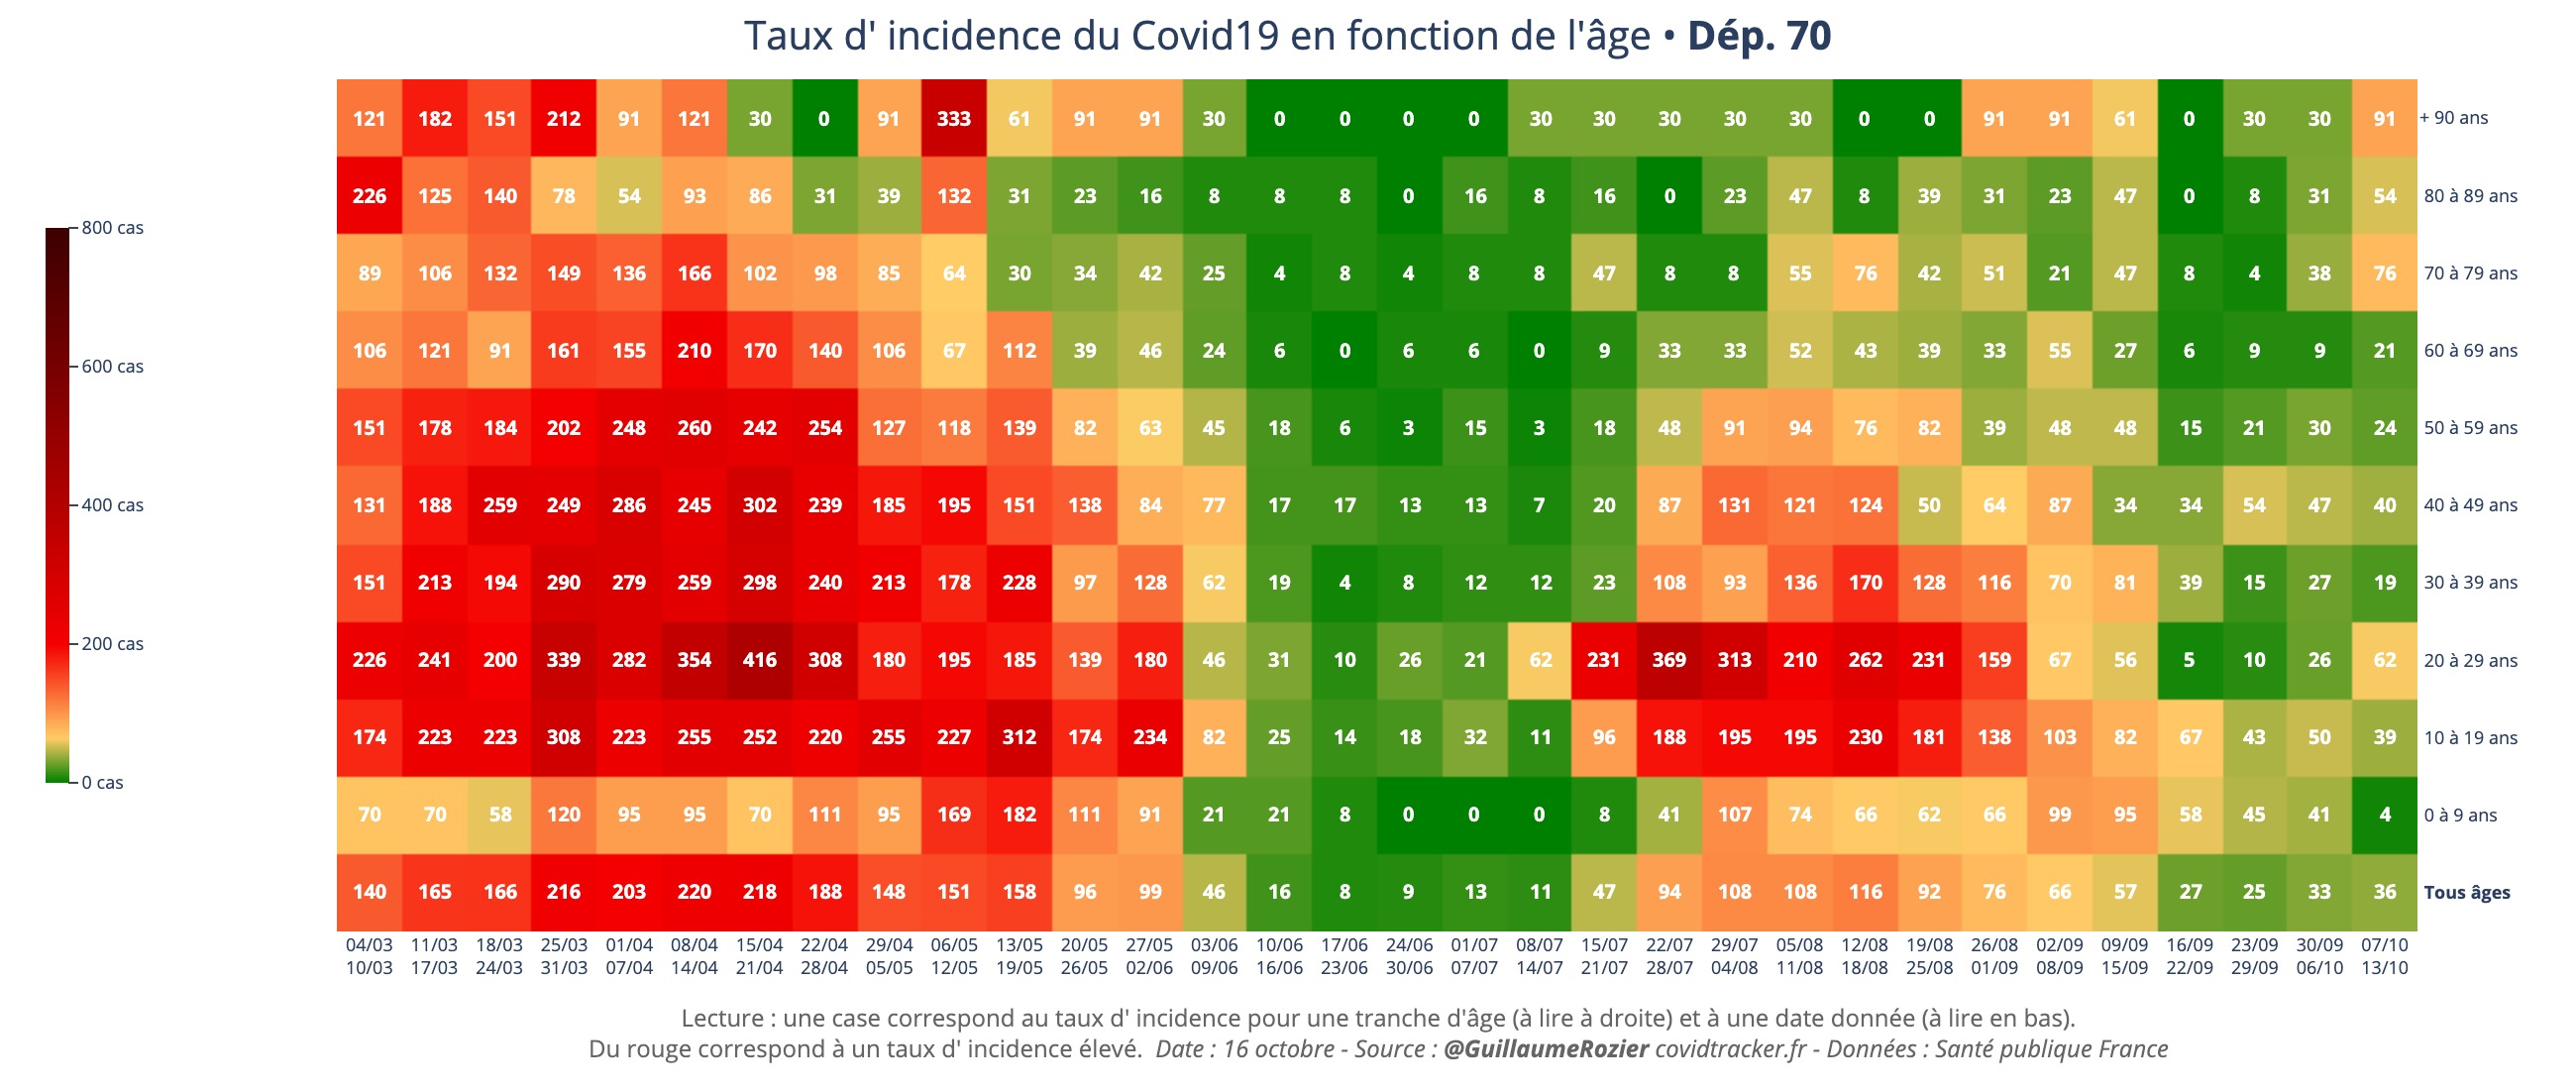 Taux d' incidence du Covid19 en fonction de l'âge • Dép. 70
121 182 151 212 91 121 30 0 91 333 61 91 91 30 0 0 0 0 30 30 30 30 30 0 0 91 91 61 0 30 30 91 + 90 ans
226 125 140 78 54 93 86 31 39 132 31 23 16 8 8 8 0 16 8 16 0 23 47 8 39 31 23 47 0 8 31 54 80 à 89 ans
800 cas
89 106 132 149 136 166 102 98 85 64 30 34 42 25 4 8 4 8 8 47 8 8 55 76 42 51 21 47 8 4 38 76 70 à 79 ans
106 121 91 161 155 210 170 140 106 67 112 39 46 24 6 0 6 6 0 9 33 33 52 43 39 33 55 27 6 9 9 21 60 à 69 ans
600 cas
151 178 184 202 248 260 242 254 127 118 139 82 63 45 18 6 3 15 3 18 48 91 94 76 82 39 48 48 15 21 30 24 50 à 59 ans
400 cas
131 188 259 249 286 245 302 239 185 195 151 138 84 77 17 17 13 13 7 20 87 131 121 124 50 64 87 34 34 54 47 40 40 à 49 ans
151 213 194 290 279 259 298 240 213 178 228 97 128 62 19 4 8 12 12 23 108 93 136 170 128 116 70 81 39 15 27 19 30 à 39 ans
200 cas
226 241 200 339 282 354 416 308 180 195 185 139 180 46 31 10 26 21 62 231 369 313 210 262 231 159 67 56 5 10 26 62 20 à 29 ans
174 223 223 308 223 255 252 220 255 227 312 174 234 82 25 14 18 32 11 96 188 195 195 230 181 138 103 82 67 43 50 39 10 à 19 ans
0 cas
70 70 58 120 95 95 70 111 95 169 182 111 91 21 21 8 0 0 0 8 41 107 74 66 62 66 99 95 58 45 41 4 0 à 9 ans
140 165 166 216 203 220 218 188 148 151 158 96 99 46 16 8 9 13 11 47 94 108 108 116 92 76 66 57 27 25 33 36 Tous âges
04/03 11/03 18/03 25/03 01/04 08/04 15/04 22/04 29/04 06/05 13/05 20/05 27/05 03/06 10/06 17/06 24/06 01/07 08/07 15/07 22/07 29/07 05/08 12/08 19/08 26/08 02/09 09/09 16/09 23/09 30/09 07/10
10/03 17/03 24/03 31/03 07/04 14/04 21/04 28/04 05/05 12/05 19/05 26/05 02/06 09/06 16/06 23/06 30/06 07/07 14/07 21/07 28/07 04/08 11/08 18/08 25/08 01/09 08/09 15/09 22/09 29/09 06/10 13/10
Lecture : une case correspond au taux d' incidence pour une tranche d'âge (à lire à droite) et à une date donnée (à lire en bas).
Du rouge correspond à un taux d' incidence élevé. Date : 16 octobre - Source : @GuillaumeRozier covidtracker.fr - Données : Santé publique France